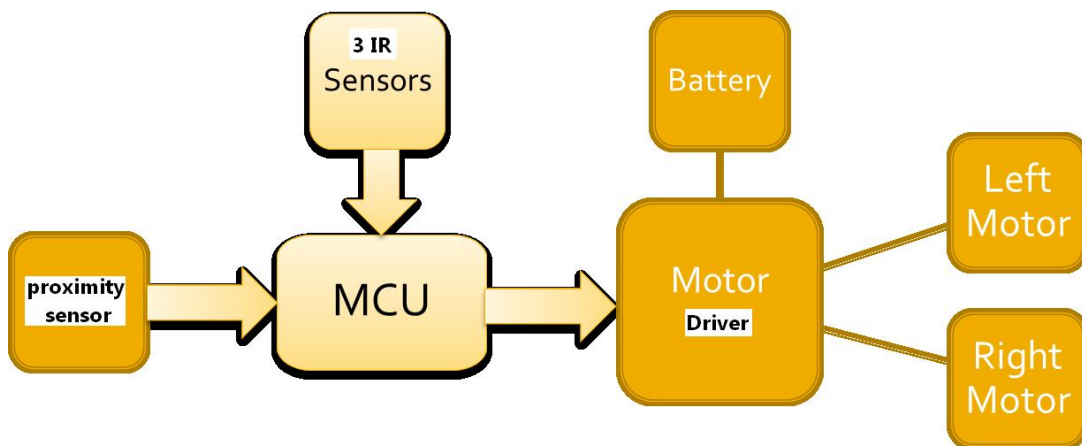 3 IR
Sensors
Battery
Left
Motor
proximity
sensor
MCU
Motor
Driver
Right
Motor